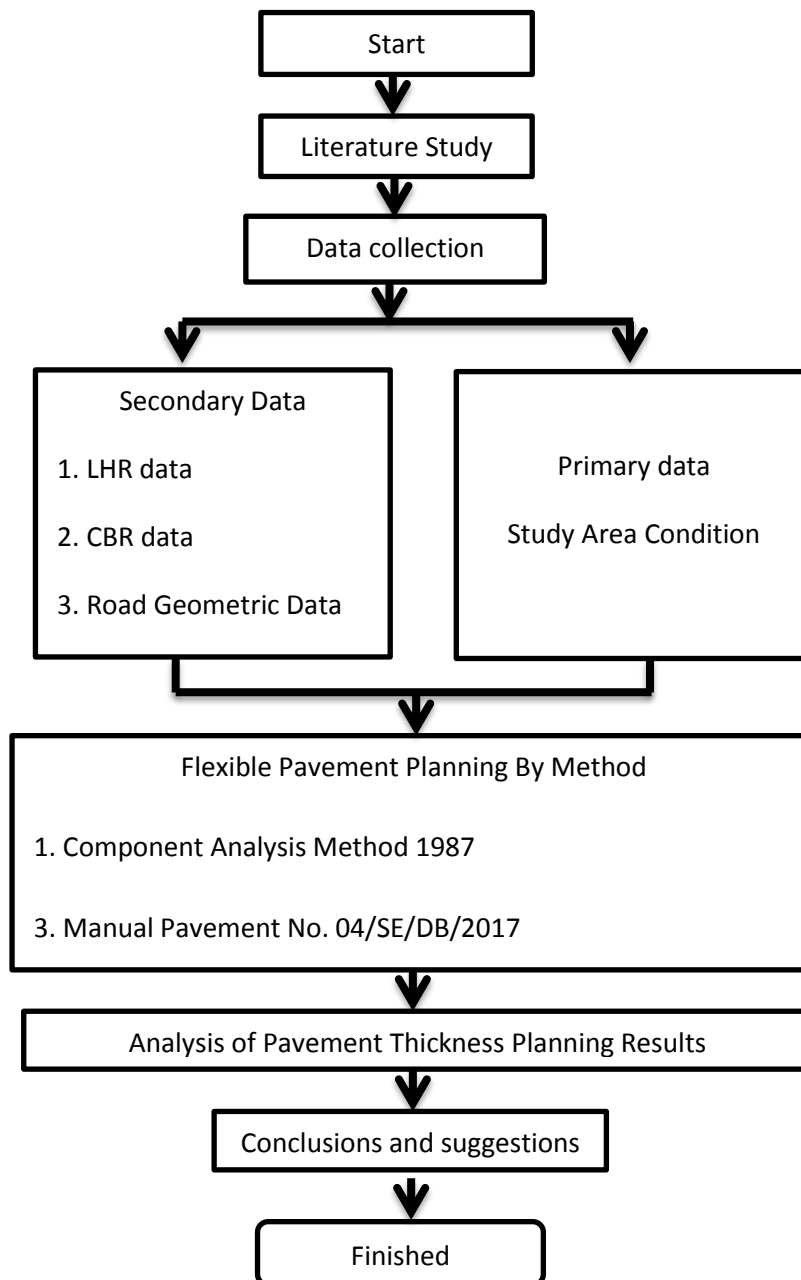 Start
Literature Study
Data collection
Secondary Data
1. LHR data
2. CBR data
3. Road Geometric Data
Primary data
Study Area Condition
Flexible Pavement Planning By Method
1. Component Analysis Method 1987
3. Manual Pavement No. 04/SE/DB/2017
Analysis of Pavement Thickness Planning Results
Conclusions and suggestions
Finished